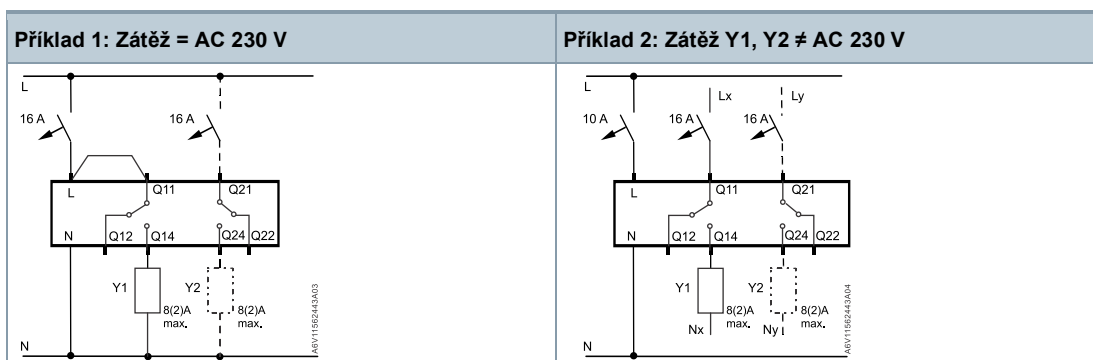 Příklad 1: Zátěž = AC 230 V
L
16 A
16 A
L
Q11
Q21
N
Q12
Q14
Q24
Q22
Y1
8(2)A
max.
Y2
8(2)A
max.
N
A6V11562443A03
Příklad 2: Zátěž Y1, Y2 ≠ AC 230 V
L
Lx
Ly
10 A
16 A
16 A
L
Q11
Q21
N
Q12
Q14
Q24
Q22
Y1
8(2)A
max.
Y2
8(2)A
max.
Nx
Ny
N
A6V11562443A04